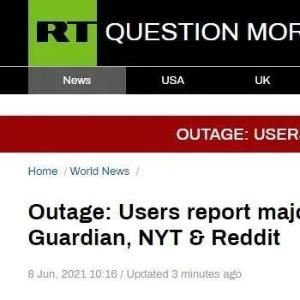 RT QUESTION MOR
News USA UK
OUTAGE: USER
Home / World News /
Outage: Users report majo
Guardian, NYT & Reddit
8 Jun, 2021 10:16 / Updated 3 minutes ago